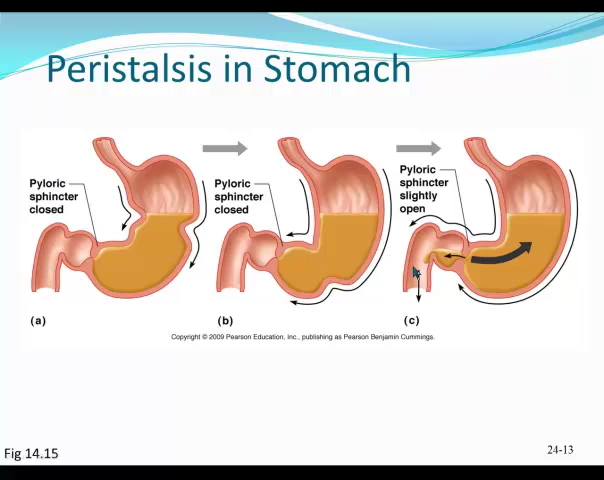 Peristalsis in Stomach
Pyloric
sphincter
closed
Pyloric
sphincter
closed
Pyloric
sphincter
slightly
open
(a)
(b)
(c)
Copyright © 2009 Pearson Education, Inc., publishing as Pearson Benjamin Cummings.
Fig 14.15
24-13